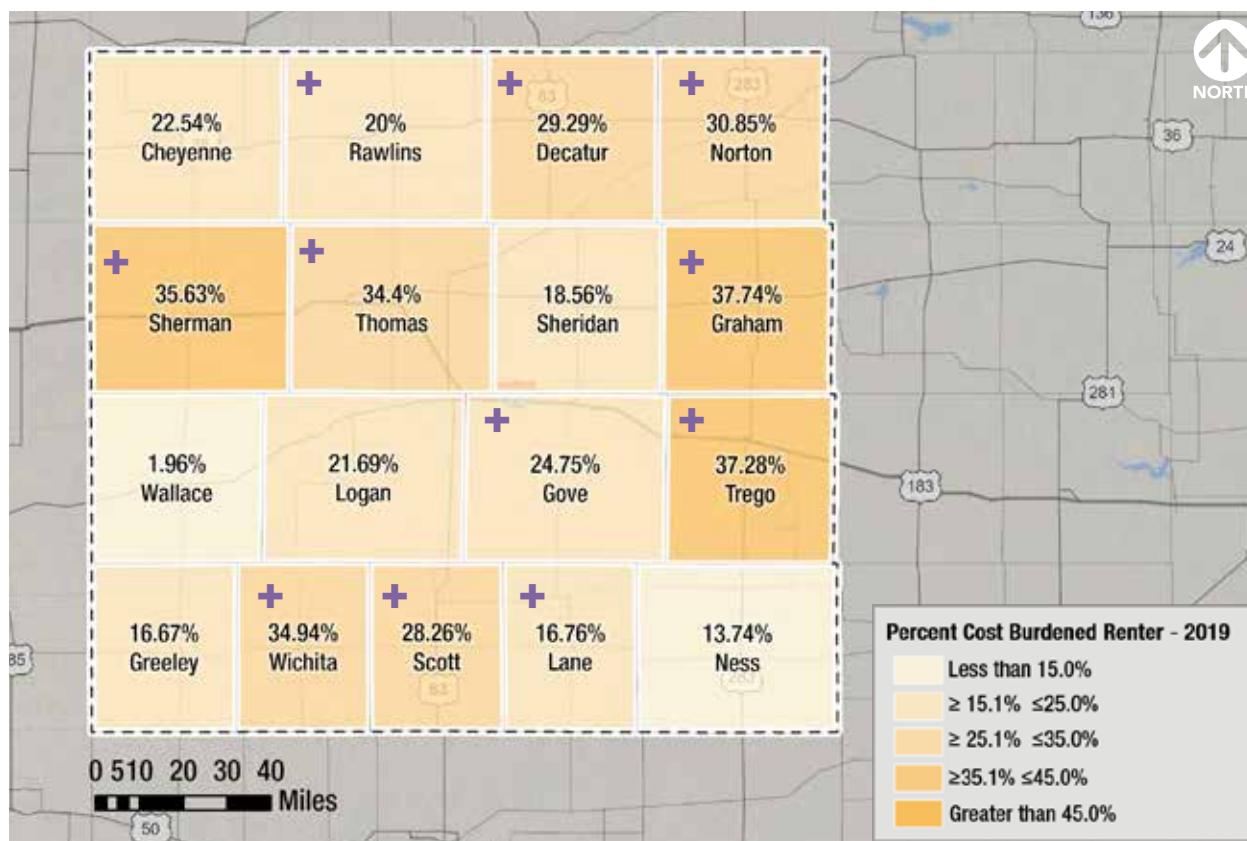 136
NORTH
83
283
36
22.54%
Cheyenne
20%
Rawlins
29.29%
Decatur
30.85%
Norton
24
35.63%
Sherman
34.4%
Thomas
18.56%
Sheridan
37.74%
Graham
281
1.96%
Wallace
21.69%
Logan
24.75%
Gove
37.28%
Trego
183
16.67%
Greeley
34.94%
Wichita
28.26%
Scott
16.76%
Lane
13.74%
Ness
85
83
283
Percent Cost Burdened Renter - 2019
Less than 15.0%
≥ 15.1% ≤25.0%
≥ 25.1% ≤35.0%
≥35.1% ≤45.0%
Greater than 45.0%
0 510 20 30 40
Miles
50